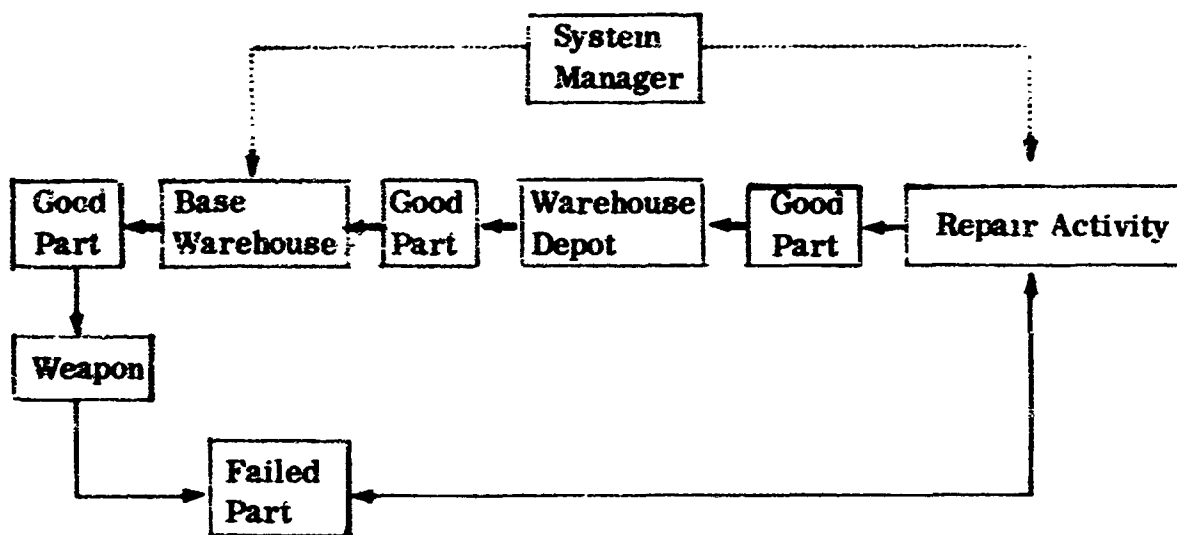 System
Manager
Good
Part
Base
Warehouse
Good
Part
Warehouse
Depot
Good
Part
Repair Activity
Weapon
Failed
Part